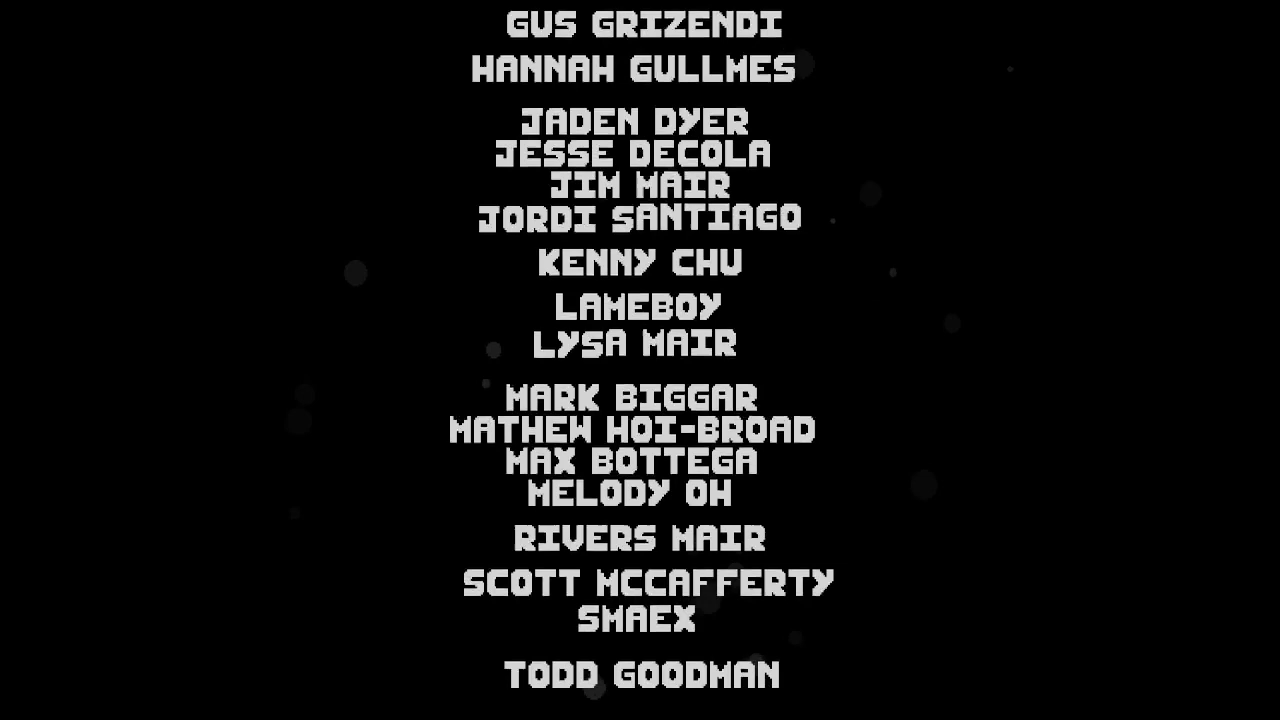 GUS GRIZENDI
HANNAH GULLMES
JADEN DYER
JESSE DECOLA
JIM MAIR
JORDI SANTIAGO
KENNY CHU
LAMEBOY
LYSA MAIR
MARK BIGGAR
MATHEW HOI-BROAD
MAX BOTTEGA
MELODY OH
RIVERS MAIR
SCOTT MCCAFFERTY
SMAEX
TODD GOODMAN